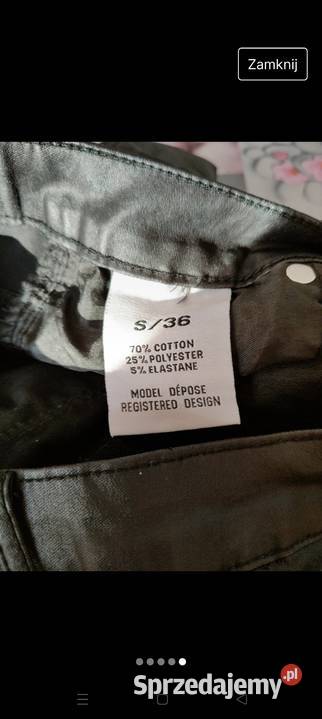 Zamknij
S/36
70% COTTON
25% POLYESTER
5% ELASTANE
MODEL DÉPOSE
REGISTERED DESIGN
Sprzedajemy.pl